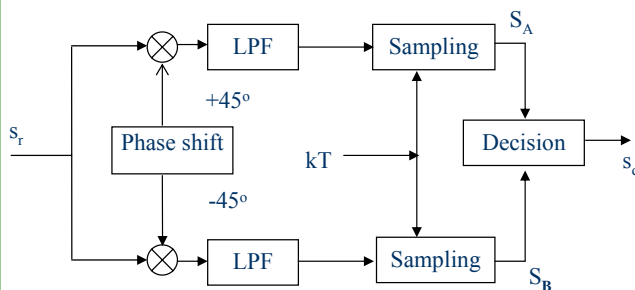 S_A
LPF
Sampling
+45°
s_r
Phase shift
kT
Decision
-45°
LPF
Sampling
S_B